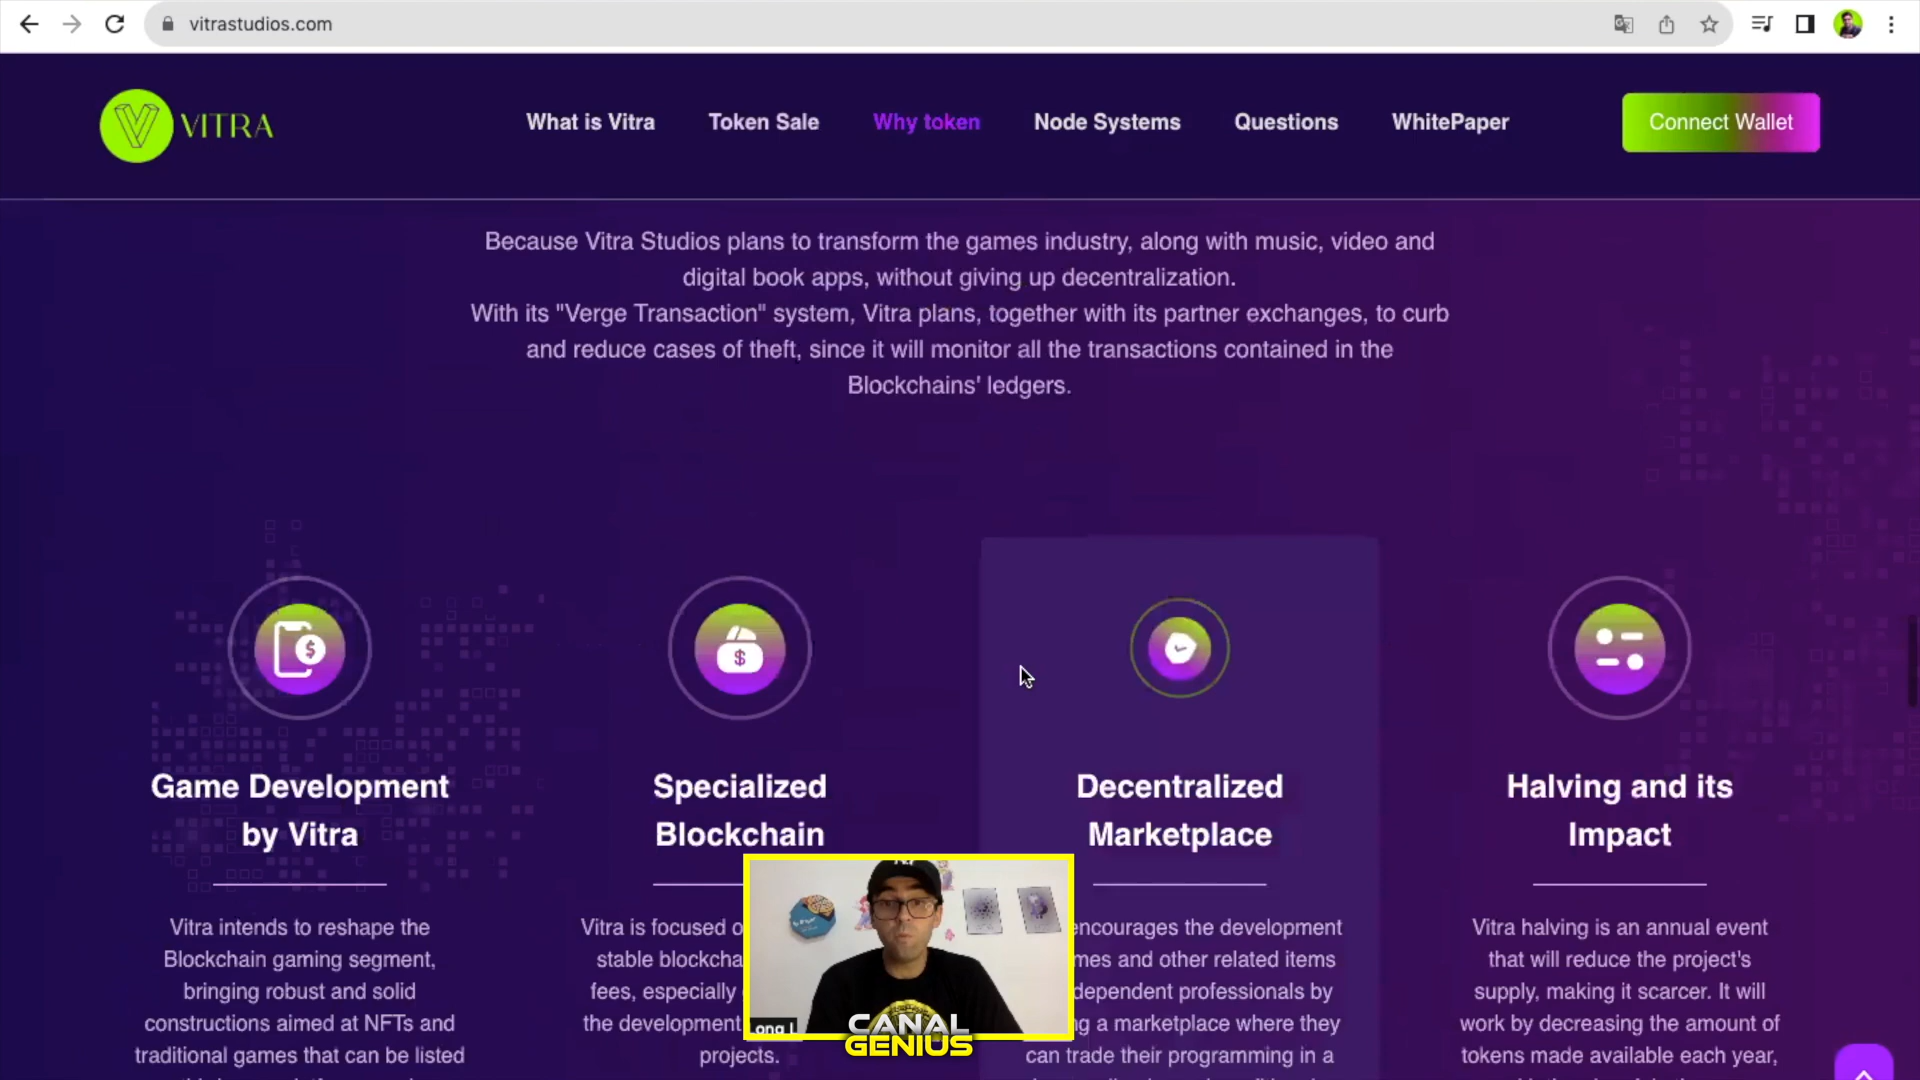 vitrastudios.com
VITRA
What is Vitra
Token Sale
Why token
Node Systems
Questions
WhitePaper
Connect Wallet
Because Vitra Studios plans to transform the games industry, along with music, video and
digital book apps, without giving up decentralization.
With its "Verge Transaction" system, Vitra plans, together with its partner exchanges, to curb
and reduce cases of theft, since it will monitor all the transactions contained in the
Blockchains' ledgers.
Game Development
by Vitra
Vitra intends to reshape the
Blockchain gaming segment,
bringing robust and solid
constructions aimed at NFTs and
traditional games that can be listed
Specialized
Blockchain
Vitra is focused
stable
fees, especially
the development
projects.
Decentralized
Marketplace
encourages the development
and other related items
professionals by
a marketplace where they
can trade their programming in a
Halving and its
Impact
Vitra halving is an annual event
that will reduce the project's
supply, making it scarcer. It will
work by decreasing the amount of
tokens made available each year,
CANAL
GENIUS